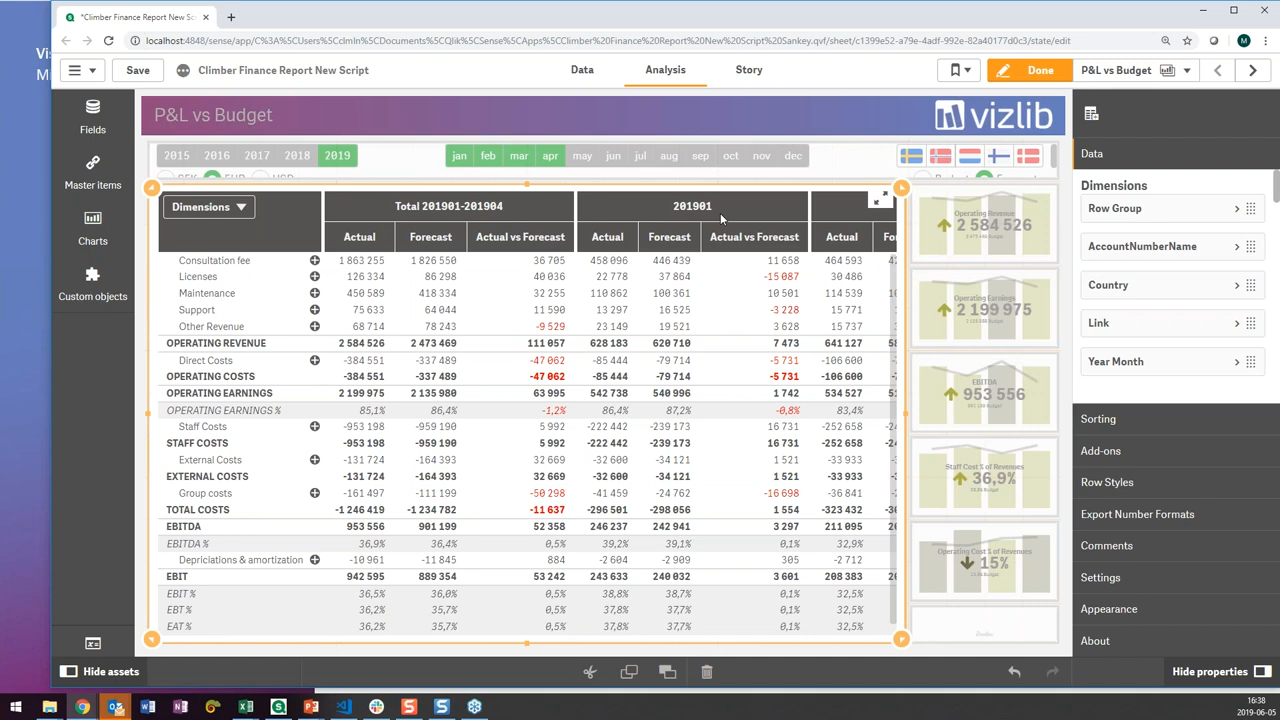 *Climber Finance Report New Scr
localhost:4848/sense/app/C%3A%5CUsers%5Cclmln%5CDocuments%5CQlik%5CSense%5CApps%5CClimber%20Finance%20Report%20New%20Script%20Sankey.qvf/sheet/c1399e52-a79e-4adf-992e-82a40177d0c3/state/edit
Save
Climber Finance Report New Script
Data
Analysis
Story
Done
P&L vs Budget
Fields
Master items
Charts
Custom objects
P&L vs Budget
vizlib
2015 2016 2017 2018 2019
jan feb mar apr may jun jul aug sep oct nov dec
Dimensions
Total 201901-201904
201901
Actual Forecast Actual vs Forecast Actual Forecast Actual vs Forecast Actual
Consultation fee 1 863 255 1 826 550 36 705 458 096 446 439 11 658 464 593
Licenses 126 334 86 298 40 036 22 778 37 864 -15 087 30 486
Maintenance 450 589 418 334 32 255 110 862 100 361 10 501 114 539
Support 75 633 64 044 11 590 13 297 16 525 -3 228 15 771
Other Revenue 68 714 78 243 -9 529 23 149 19 521 3 628 15 737
OPERATING REVENUE 2 584 526 2 473 469 111 057 628 183 620 710 7 473 641 127
Direct Costs -384 551 -337 489 -47 062 -85 444 -79 714 -5 731 -106 600
OPERATING COSTS -384 551 -337 489 -47 062 -85 444 -79 714 -5 731 -106 600
OPERATING EARNINGS 2 199 975 2 135 980 63 995 542 738 540 996 1 742 534 527
OPERATING EARNINGS % 85,1% 86,4% -1,2% 86,4% 87,2% -0,8% 83,4%
Staff Costs -953 198 -959 190 5 992 -222 442 -239 173 16 731 -252 658
STAFF COSTS -953 198 -959 190 5 992 -222 442 -239 173 16 731 -252 658
External Costs -131 724 -164 393 32 669 -32 600 -34 121 1 521 -33 933
EXTERNAL COSTS -131 724 -164 393 32 669 -32 600 -34 121 1 521 -33 933
Group costs -161 497 -111 199 -50 298 -41 459 -24 762 -16 698 -36 841
TOTAL COSTS -1 246 419 -1 234 782 -11 637 -296 501 -298 056 1 554 -323 432
EBITDA 953 556 901 199 52 358 246 237 242 941 3 297 211 095
EBITDA % 36,9% 36,4% 0,5% 39,2% 39,1% 0,1% 32,9%
Depriciations & amortization -10 961 -11 845 884 -2 604 -2 909 305 -2 712
EBIT 942 595 889 354 53 242 243 633 240 032 3 601 208 383
EBIT % 36,5% 36,0% 0,5% 38,8% 38,7% 0,1% 32,5%
EBT % 36,2% 35,7% 0,5% 37,8% 37,7% 0,1% 32,5%
EAT % 36,2% 35,7% 0,5% 37,8% 37,7% 0,1% 32,5%
Operating Revenue
2 584 526
Operating Earnings
2 199 975
EBITDA
953 556
Staff Cost % of Revenues
36,9%
Operating Cost % of Revenues
15%
Data
Dimensions
Row Group
AccountNumberName
Country
Link
Year Month
Sorting
Add-ons
Row Styles
Export Number Formats
Comments
Settings
Appearance
About
Hide assets
Hide properties
16:38
2019-06-05